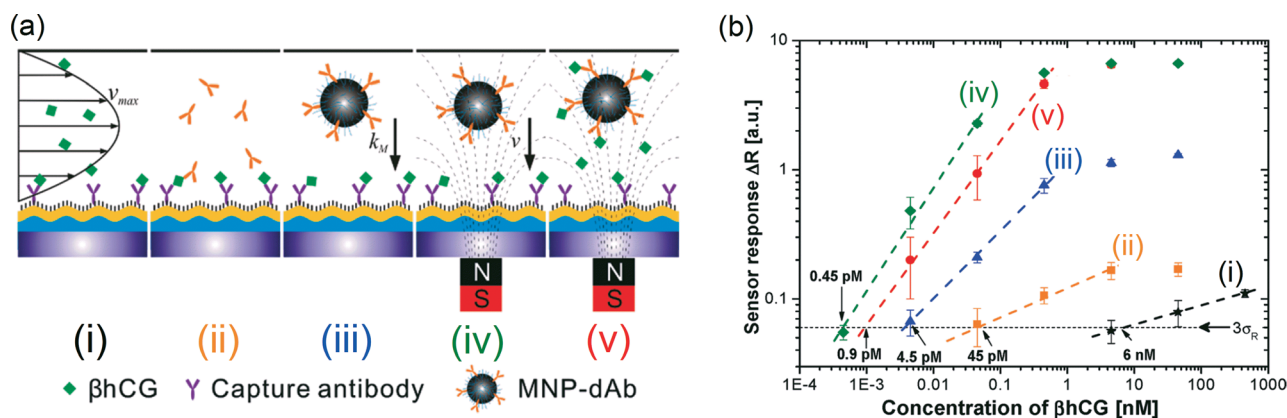 (a)
v_max
k_M
v
N
S
N
S
(i)
(ii)
(iii)
(iv)
(v)
βhCG
Capture antibody
MNP-dAb
(b)
Sensor response ΔR [a.u.]
10
1
0.1
(iv)
(v)
(iii)
(ii)
(i)
0.45 pM
0.9 pM
4.5 pM
45 pM
6 nM
3σ_R
1E-4
1E-3
0.01
0.1
1
10
100
1000
Concentration of βhCG [nM]